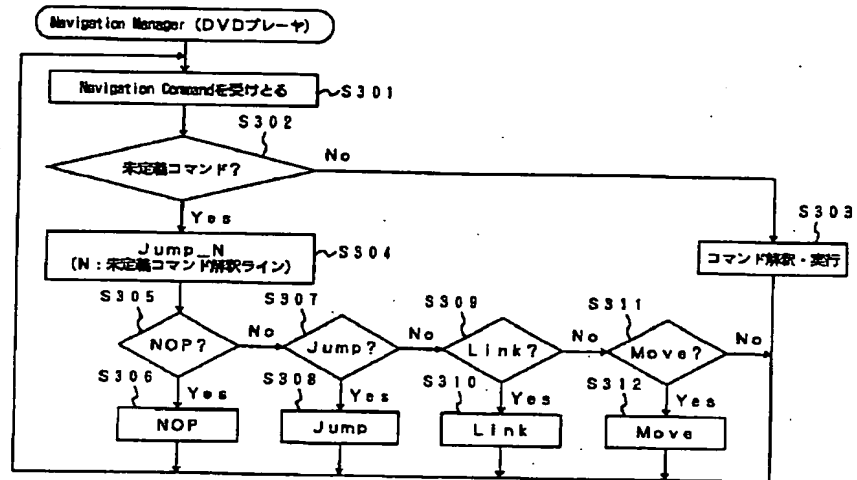 Navigation Manager (DVDプレーヤ)
Navigation Commandを受けとる
S301
S302
未定義コマンド?
No
Yes
S303
Jump_N
(N:未定義コマンド解釈ライン)
S304
コマンド解釈・実行
S305
S307
S309
S311
NOP?
No
Jump?
No
Link?
No
Move?
No
S306
Yes
S308
Yes
S310
Yes
S312
Yes
NOP
Jump
Link
Move